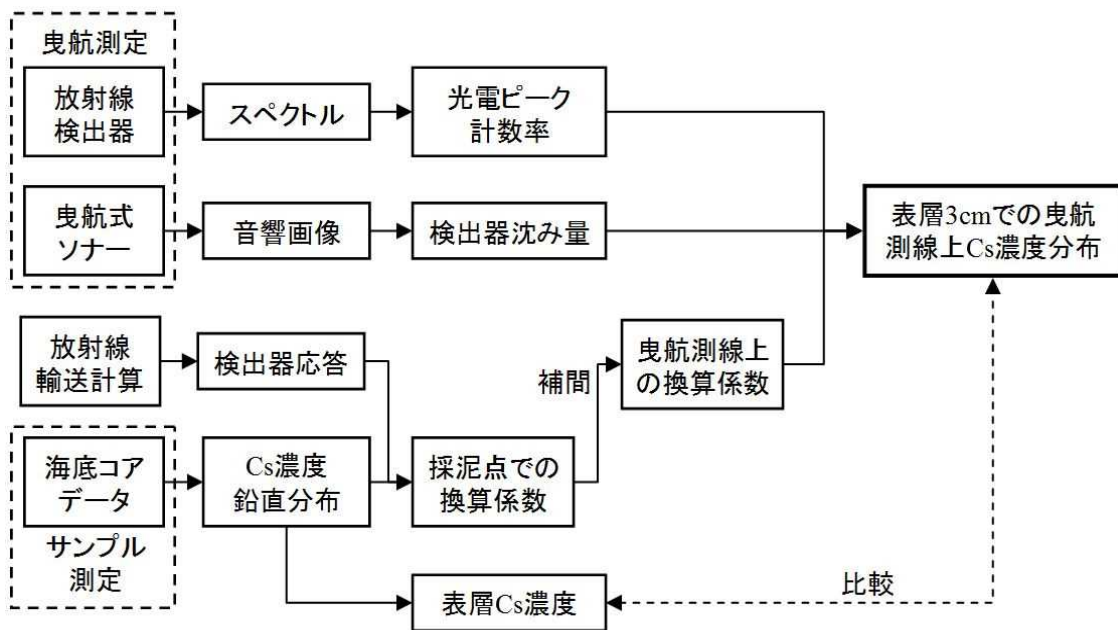 曳航測定
放射線
検出器
スペクトル
光電ピーク
計数率
曳航式
ソナー
音響画像
検出器沈み量
表層3cmでの曳航
測線上Cs濃度分布
放射線
輸送計算
検出器応答
補間
曳航測線上
の換算係数
海底コア
データ
サンプル
測定
Cs濃度
鉛直分布
採泥点での
換算係数
表層Cs濃度
比較